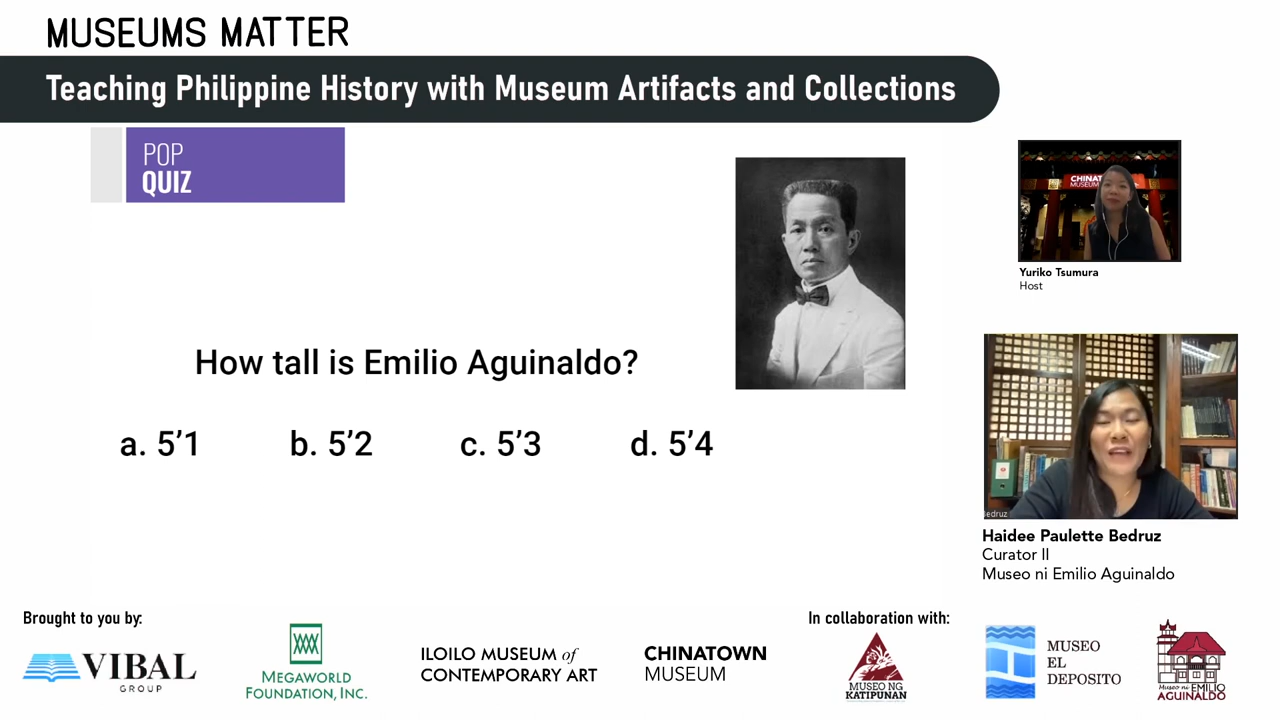 MUSEUMS MATTER
Teaching Philippine History with Museum Artifacts and Collections
POP
QUIZ
How tall is Emilio Aguinaldo?
a. 5’1 b. 5’2 c. 5’3 d. 5’4
CHINATOWN
MUSEUM
Yuriko Tsumura
Host
Bedruz
Haidee Paulette Bedruz
Curator II
Museo ni Emilio Aguinaldo
Brought to you by:
VIBAL
GROUP
MEGAWORLD
FOUNDATION, INC.
ILOILO MUSEUM of
CONTEMPORARY ART
CHINATOWN
MUSEUM
In collaboration with:
MUSEO NG
KATIPUNAN
MUSEO
EL
DEPOSITO
Museo ni EMILIO
AGUINALDO